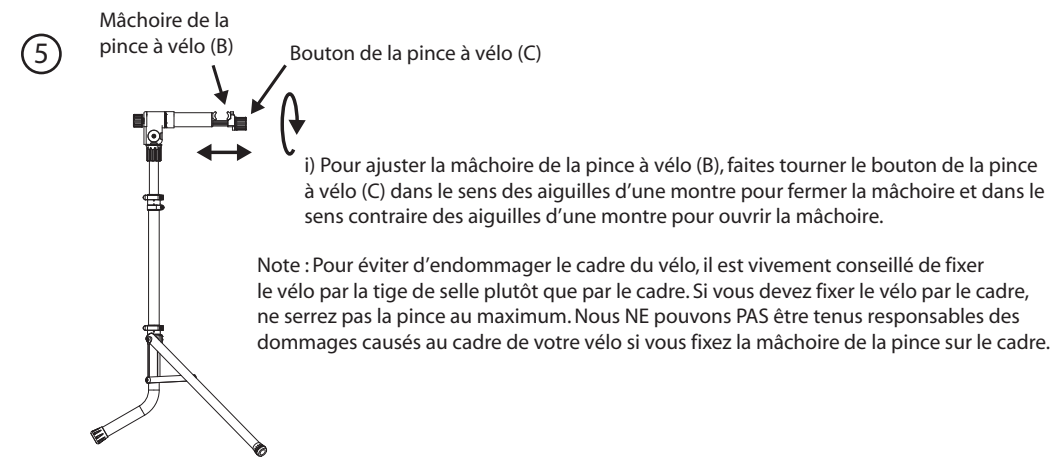 5
Mâchoire de la
pince à vélo (B)
Bouton de la pince à vélo (C)
i) Pour ajuster la mâchoire de la pince à vélo (B), faites tourner le bouton de la pince
à vélo (C) dans le sens des aiguilles d’une montre pour fermer la mâchoire et dans le
sens contraire des aiguilles d’une montre pour ouvrir la mâchoire.
Note : Pour éviter d’endommager le cadre du vélo, il est vivement conseillé de fixer
le vélo par la tige de selle plutôt que par le cadre. Si vous devez fixer le vélo par le cadre,
ne serrez pas la pince au maximum. Nous NE pouvons PAS être tenus responsables des
dommages causés au cadre de votre vélo si vous fixez la mâchoire de la pince sur le cadre.